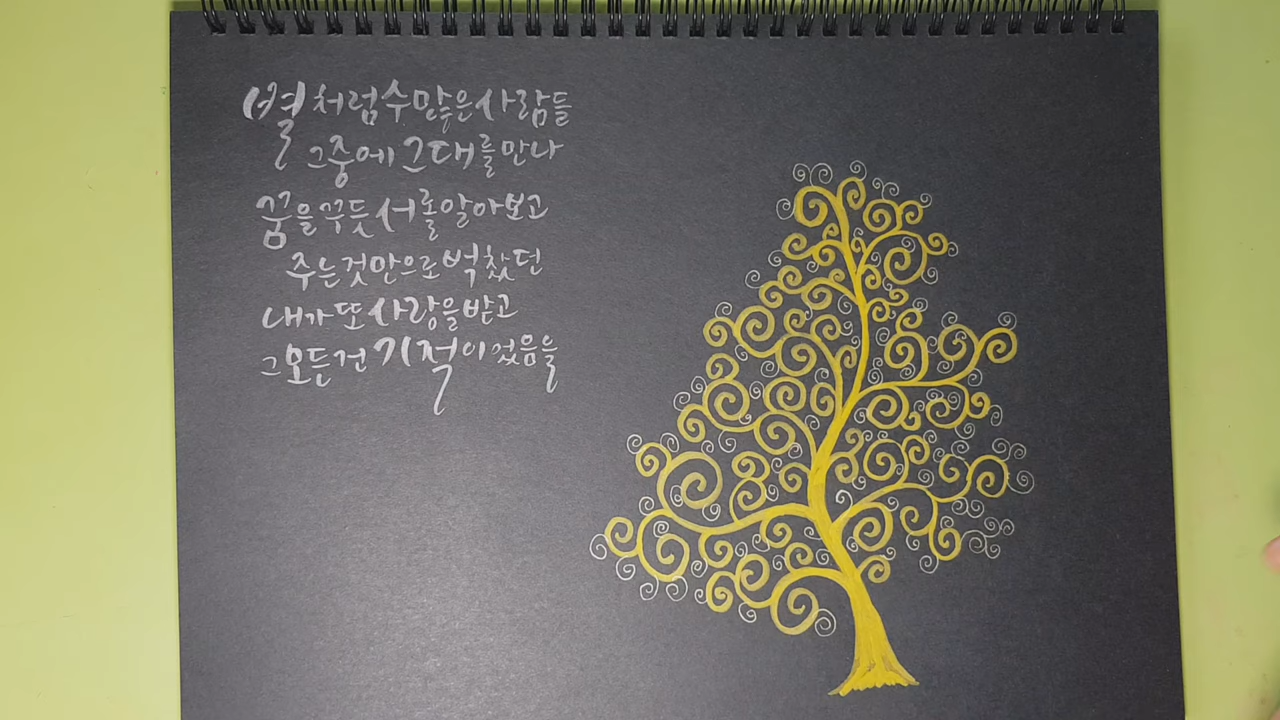 별처럼 수많은 사람들
그중에 그대를 만나
꿈을 꾸듯 서롤 알아보고
주는 것만으로 벅찼던
내가 또 사랑을 받고
그 모든 건 기적이었음을